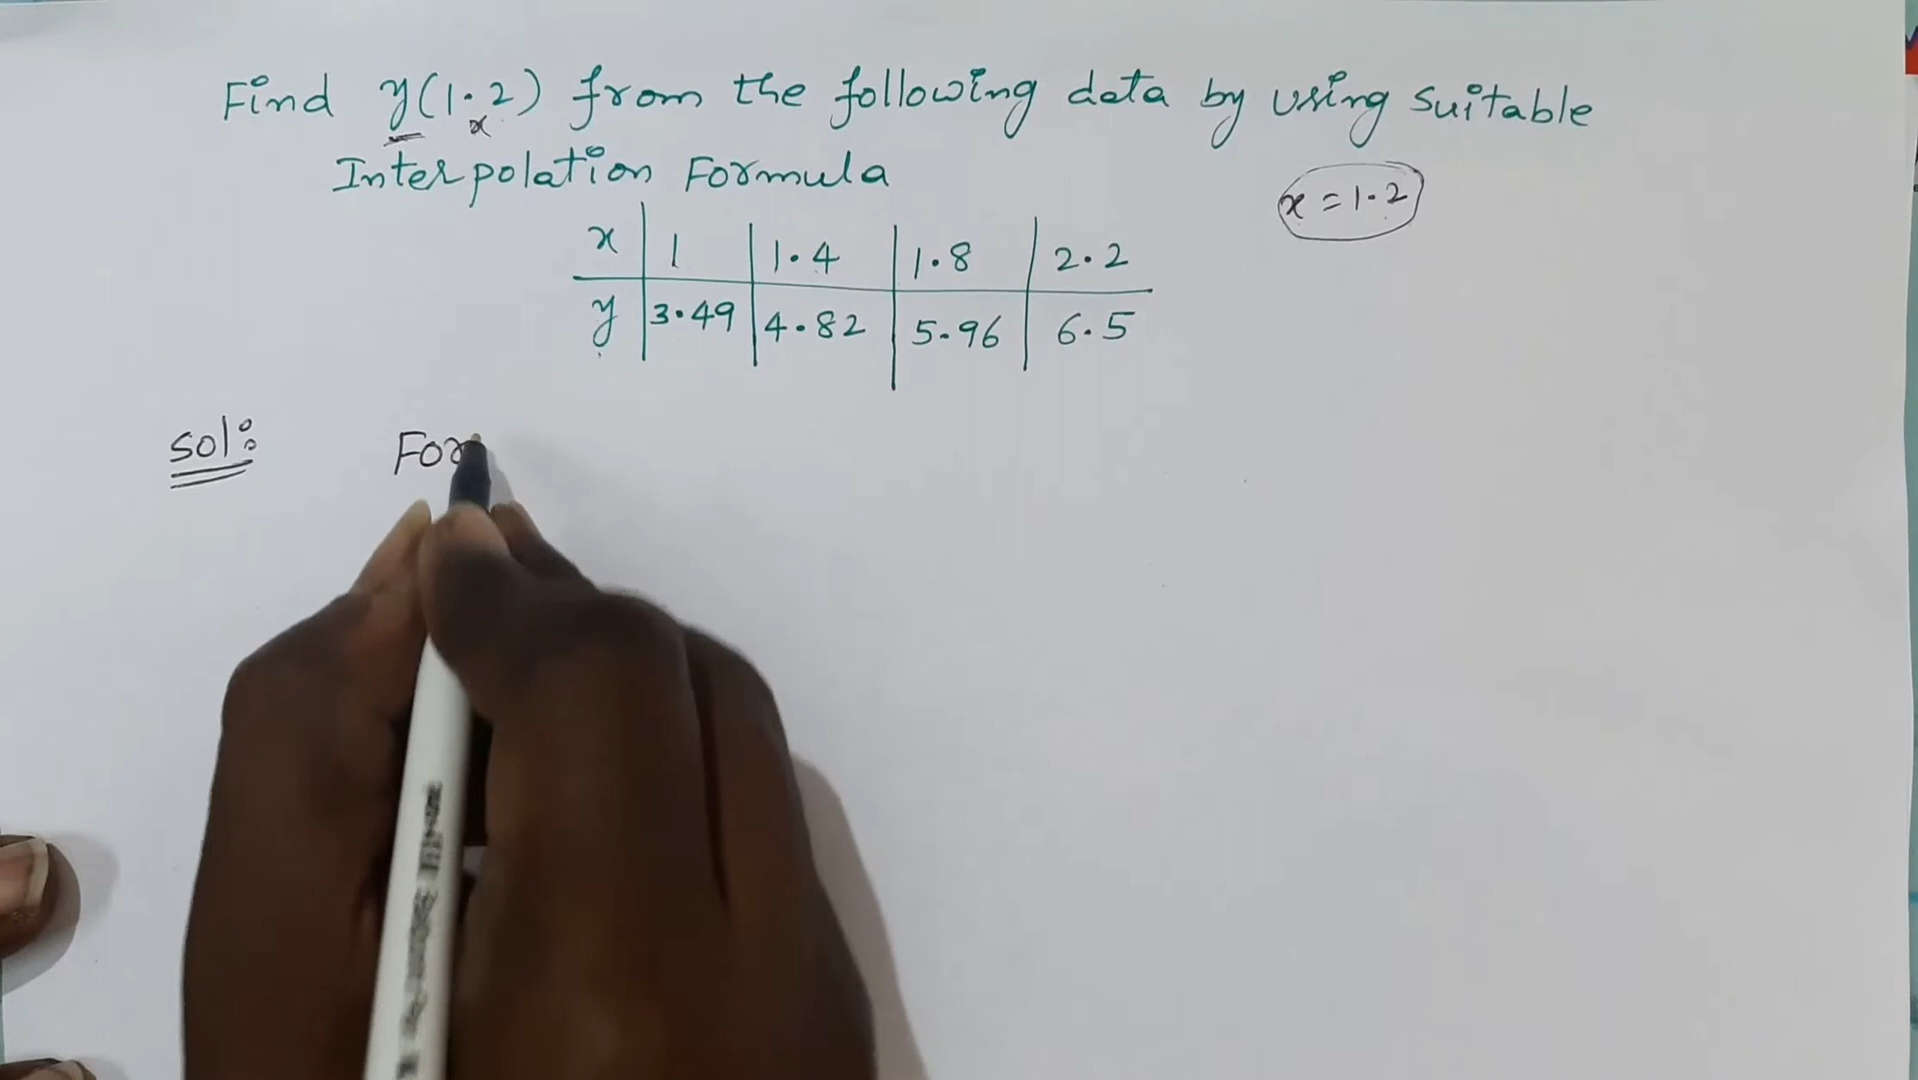 Find y(1.2) from the following data by using suitable
x
Interpolation Formula
x = 1.2
x | 1 | 1.4 | 1.8 | 2.2
y | 3.49 | 4.82 | 5.96 | 6.5
Sol: For